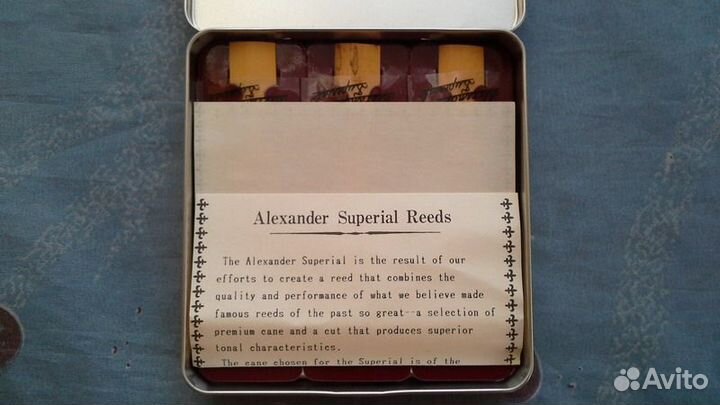 Alexander Superial Reeds
The Alexander Superial is the result of our
efforts to create a reed that combines the
quality and performance of what we believe made
famous reeds of the past so great--a selection of
premium cane and a cut that produces superior
tonal characteristics.
The cane chosen for the Superial is of the
Avito